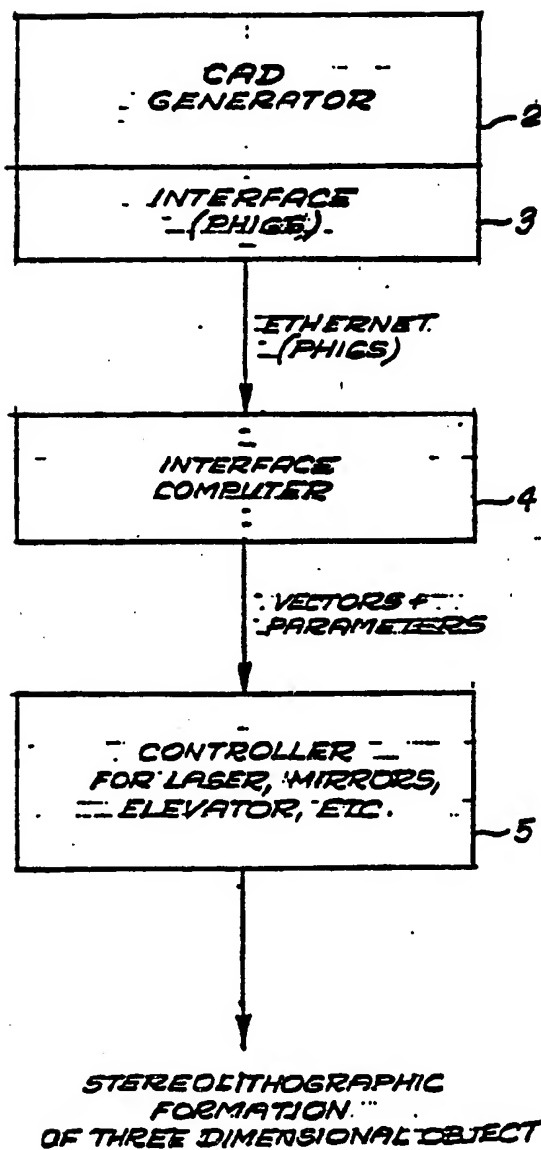 CAD
GENERATOR
2
INTERFACE
(PHIGS)
3
ETHERNET
(PHIGS)
INTERFACE
COMPUTER
4
VECTORS +
PARAMETERS
CONTROLLER
FOR LASER, MIRRORS,
ELEVATOR, ETC.
5
STEREOLITHOGRAPHIC
FORMATION
OF THREE DIMENSIONAL OBJECT